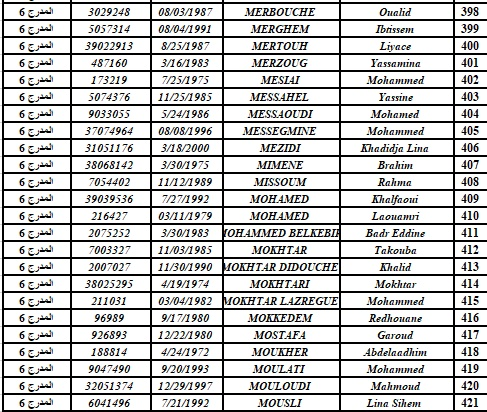 المدرج 6 3029248 08/03/1987 MERBOUCHE Oualid 398
المدرج 6 5057314 08/04/1991 MERGHEM Ibtissem 399
المدرج 6 39022913 8/25/1987 MERTOUH Liyace 400
المدرج 6 487160 3/16/1983 MERZOUG Yassamina 401
المدرج 6 173219 7/25/1975 MESIAI Mohammed 402
المدرج 6 5074376 11/25/1985 MESSAHEL Yassine 403
المدرج 6 9033055 5/24/1986 MESSAOUDI Mohamed 404
المدرج 6 37074964 08/08/1996 MESSEGMINE Mohammed 405
المدرج 6 31051176 3/18/2000 MEZIDI Khadidja Lina 406
المدرج 6 38068142 3/30/1975 MIMENE Brahim 407
المدرج 6 7054402 11/12/1989 MISSOUM Rahma 408
المدرج 6 39039536 7/27/1992 MOHAMED Khalfaoui 409
المدرج 6 216427 03/11/1979 MOHAMED Laouamri 410
المدرج 6 2075252 3/30/1983 MOHAMMED BELKEBIR Badr Eddine 411
المدرج 6 7003327 11/03/1985 MOKHTAR Takouba 412
المدرج 6 2007027 11/30/1990 MOKHTAR DIDOUCHE Khalid 413
المدرج 6 38025295 4/19/1974 MOKHTARI Mokhtar 414
المدرج 6 211031 03/04/1982 MOKHTAR LAZREGUE Mohammed 415
المدرج 6 96989 9/17/1980 MOKKEDEM Redhouane 416
المدرج 6 926893 12/22/1980 MOSTAFA Garoud 417
المدرج 6 188814 4/24/1972 MOUKHER Abdelaadhim 418
المدرج 6 9047490 9/20/1993 MOULATI Mohammed 419
المدرج 6 32051374 12/29/1997 MOULOUDI Mahmoud 420
المدرج 6 6041496 7/21/1992 MOUSLI Lina Sihem 421